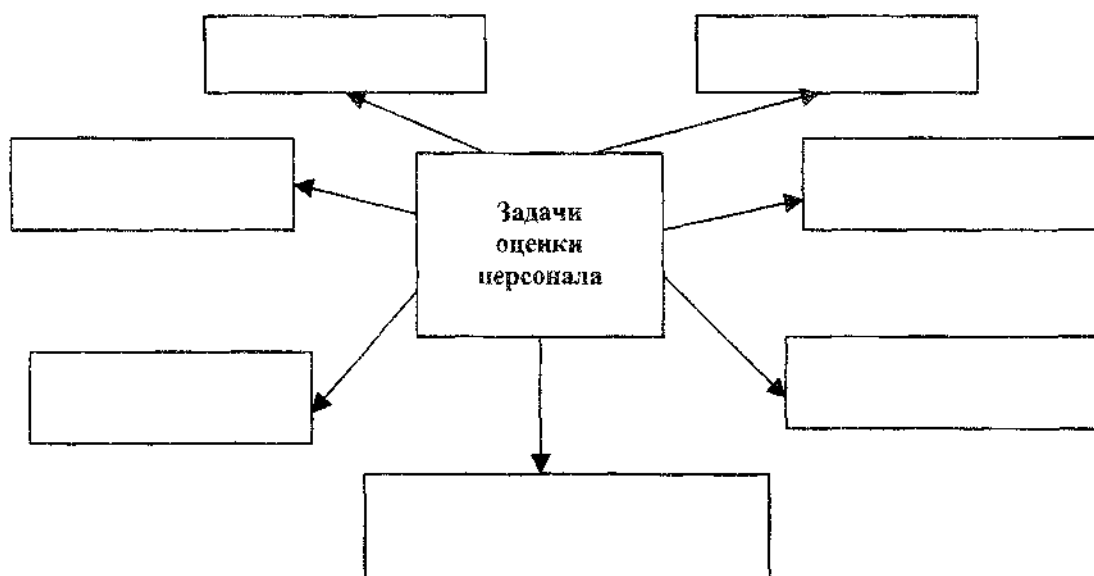 Задачи
оценки
персонала